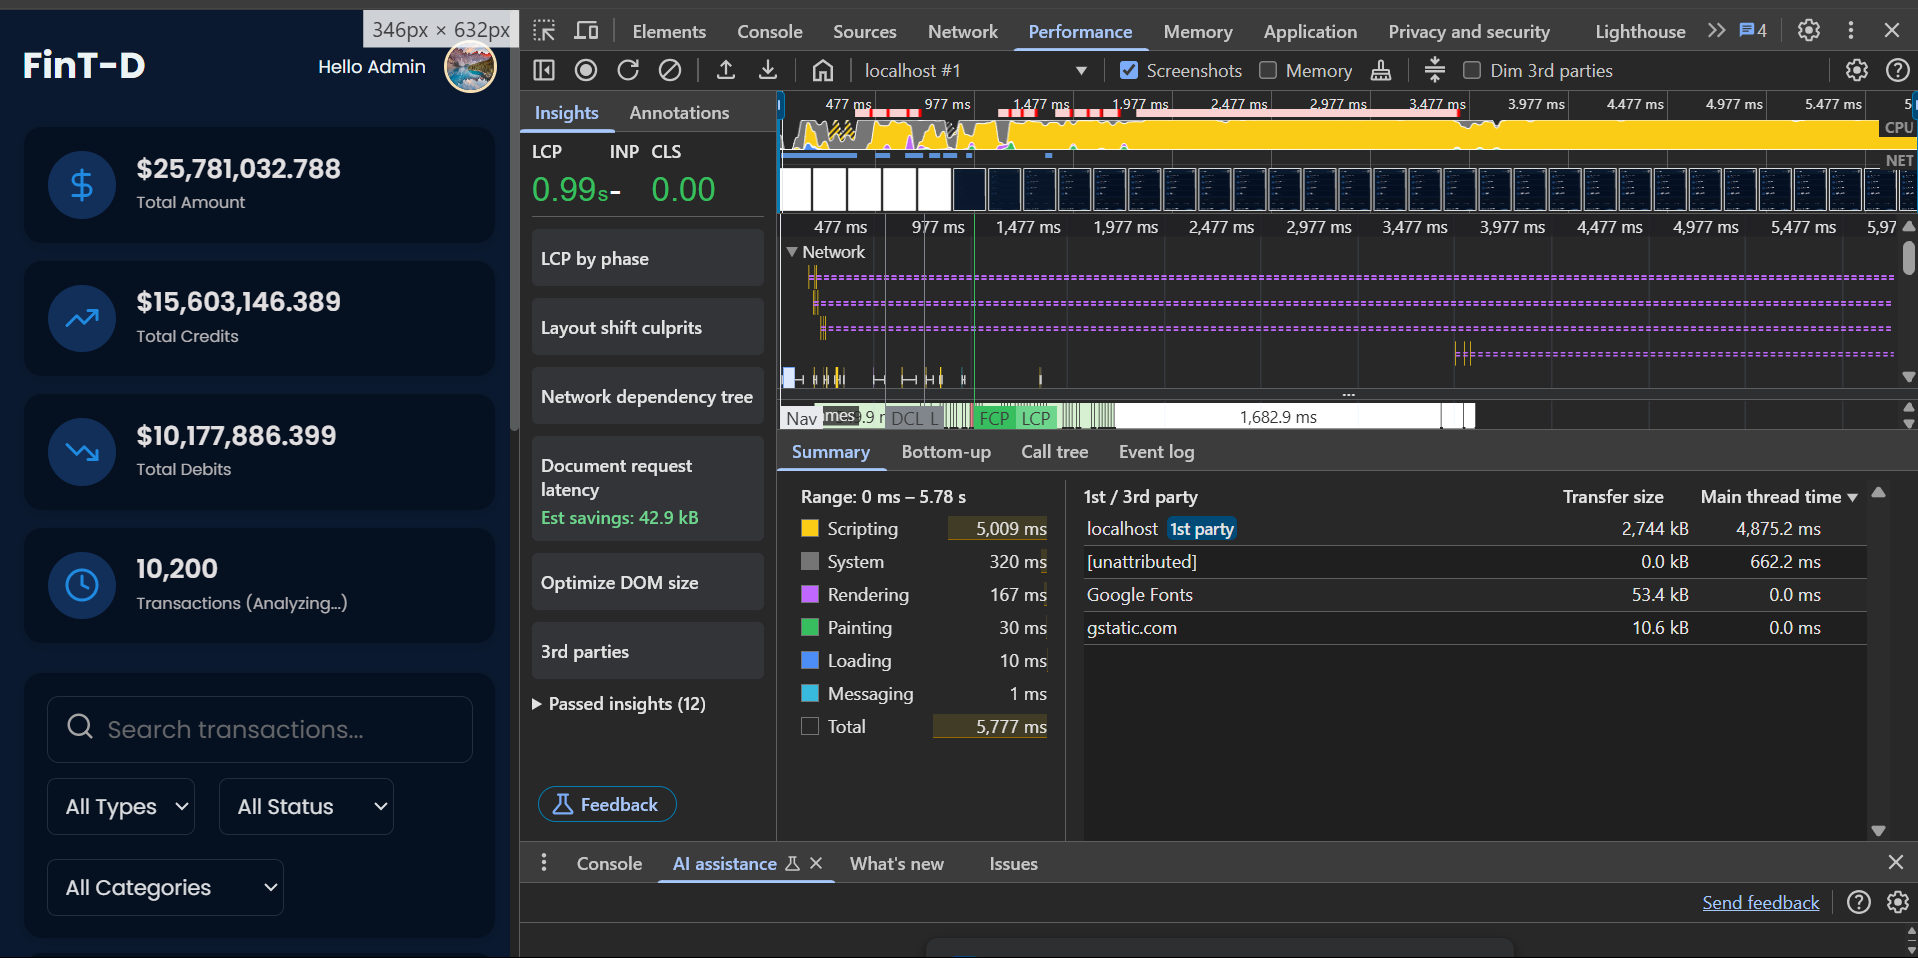 346px × 632px
FinT-D
Hello Admin
$25,781,032.788
Total Amount
$15,603,146.389
Total Credits
$10,177,886.399
Total Debits
10,200
Transactions (Analyzing...)
Search transactions...
All Types
All Status
All Categories
Elements Console Sources Network Performance Memory Application Privacy and security Lighthouse 4
localhost #1 Screenshots Memory Dim 3rd parties
Insights Annotations
LCP INP CLS
0.99s - 0.00
LCP by phase
Layout shift culprits
Network dependency tree
Document request
latency
Est savings: 42.9 kB
Optimize DOM size
3rd parties
Passed insights (12)
Feedback
477 ms 977 ms 1,477 ms 1,977 ms 2,477 ms 2,977 ms 3,477 ms 3,977 ms 4,477 ms 4,977 ms 5,477 ms
CPU
NET
477 ms 977 ms 1,477 ms 1,977 ms 2,477 ms 2,977 ms 3,477 ms 3,977 ms 4,477 ms 4,977 ms 5,477 ms 5,97
Network
Nav mes 9.9 DCL L FCP LCP 1,682.9 ms
Summary Bottom-up Call tree Event log
Range: 0 ms – 5.78 s
Scripting 5,009 ms
System 320 ms
Rendering 167 ms
Painting 30 ms
Loading 10 ms
Messaging 1 ms
Total 5,777 ms
1st / 3rd party Transfer size Main thread time
localhost 1st party 2,744 kB 4,875.2 ms
[unattributed] 0.0 kB 662.2 ms
Google Fonts 53.4 kB 0.0 ms
gstatic.com 10.6 kB 0.0 ms
Console AI assistance What's new Issues
Send feedback